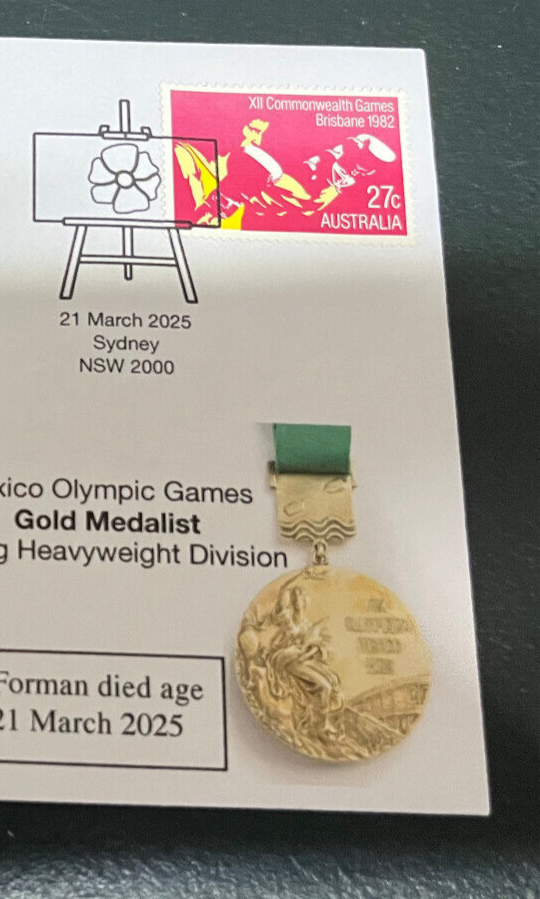 XII Commonwealth Games
Brisbane 1982
27c
AUSTRALIA
21 March 2025
Sydney
NSW 2000
xico Olympic Games
Gold Medalist
g Heavyweight Division
Forman died age
21 March 2025